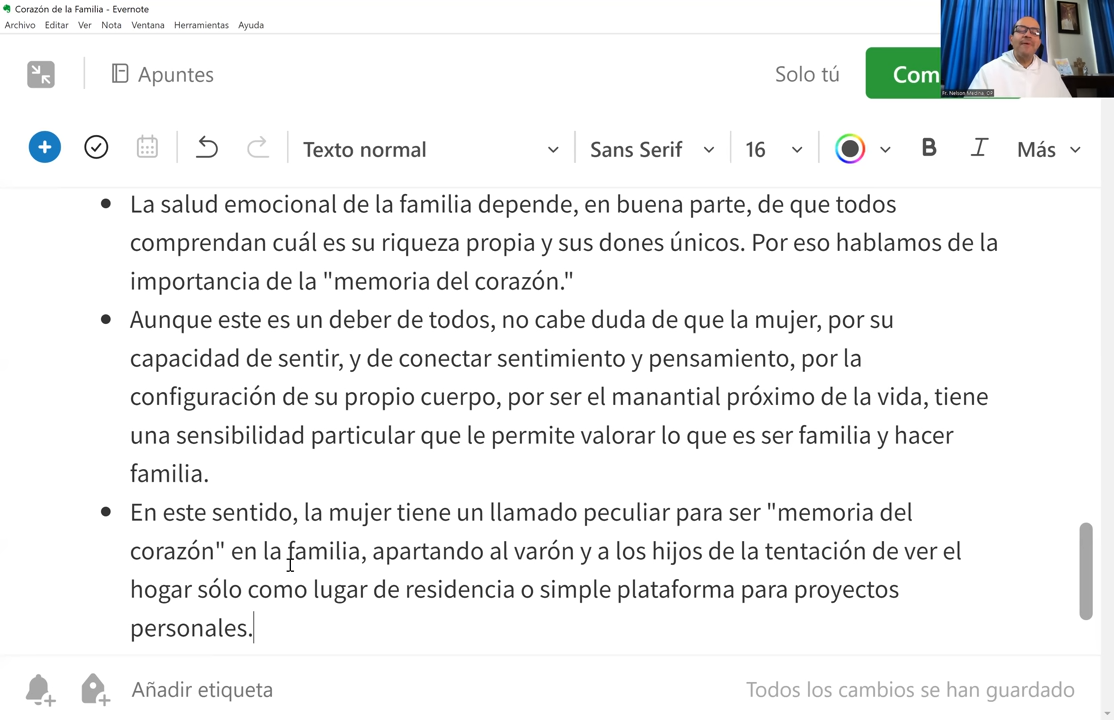 Corazón de la Familia - Evernote
Archivo Editar Ver Nota Ventana Herramientas Ayuda
Apuntes Solo tú Com
Texto normal Sans Serif 16 B I Más
La salud emocional de la familia depende, en buena parte, de que todos
comprendan cuál es su riqueza propia y sus dones únicos. Por eso hablamos de la
importancia de la "memoria del corazón."
Aunque este es un deber de todos, no cabe duda de que la mujer, por su
capacidad de sentir, y de conectar sentimiento y pensamiento, por la
configuración de su propio cuerpo, por ser el manantial próximo de la vida, tiene
una sensibilidad particular que le permite valorar lo que es ser familia y hacer
familia.
En este sentido, la mujer tiene un llamado peculiar para ser "memoria del
corazón" en la familia, apartando al varón y a los hijos de la tentación de ver el
hogar sólo como lugar de residencia o simple plataforma para proyectos
personales.
Añadir etiqueta Todos los cambios se han guardado
Fr. Nelson Medina, OP